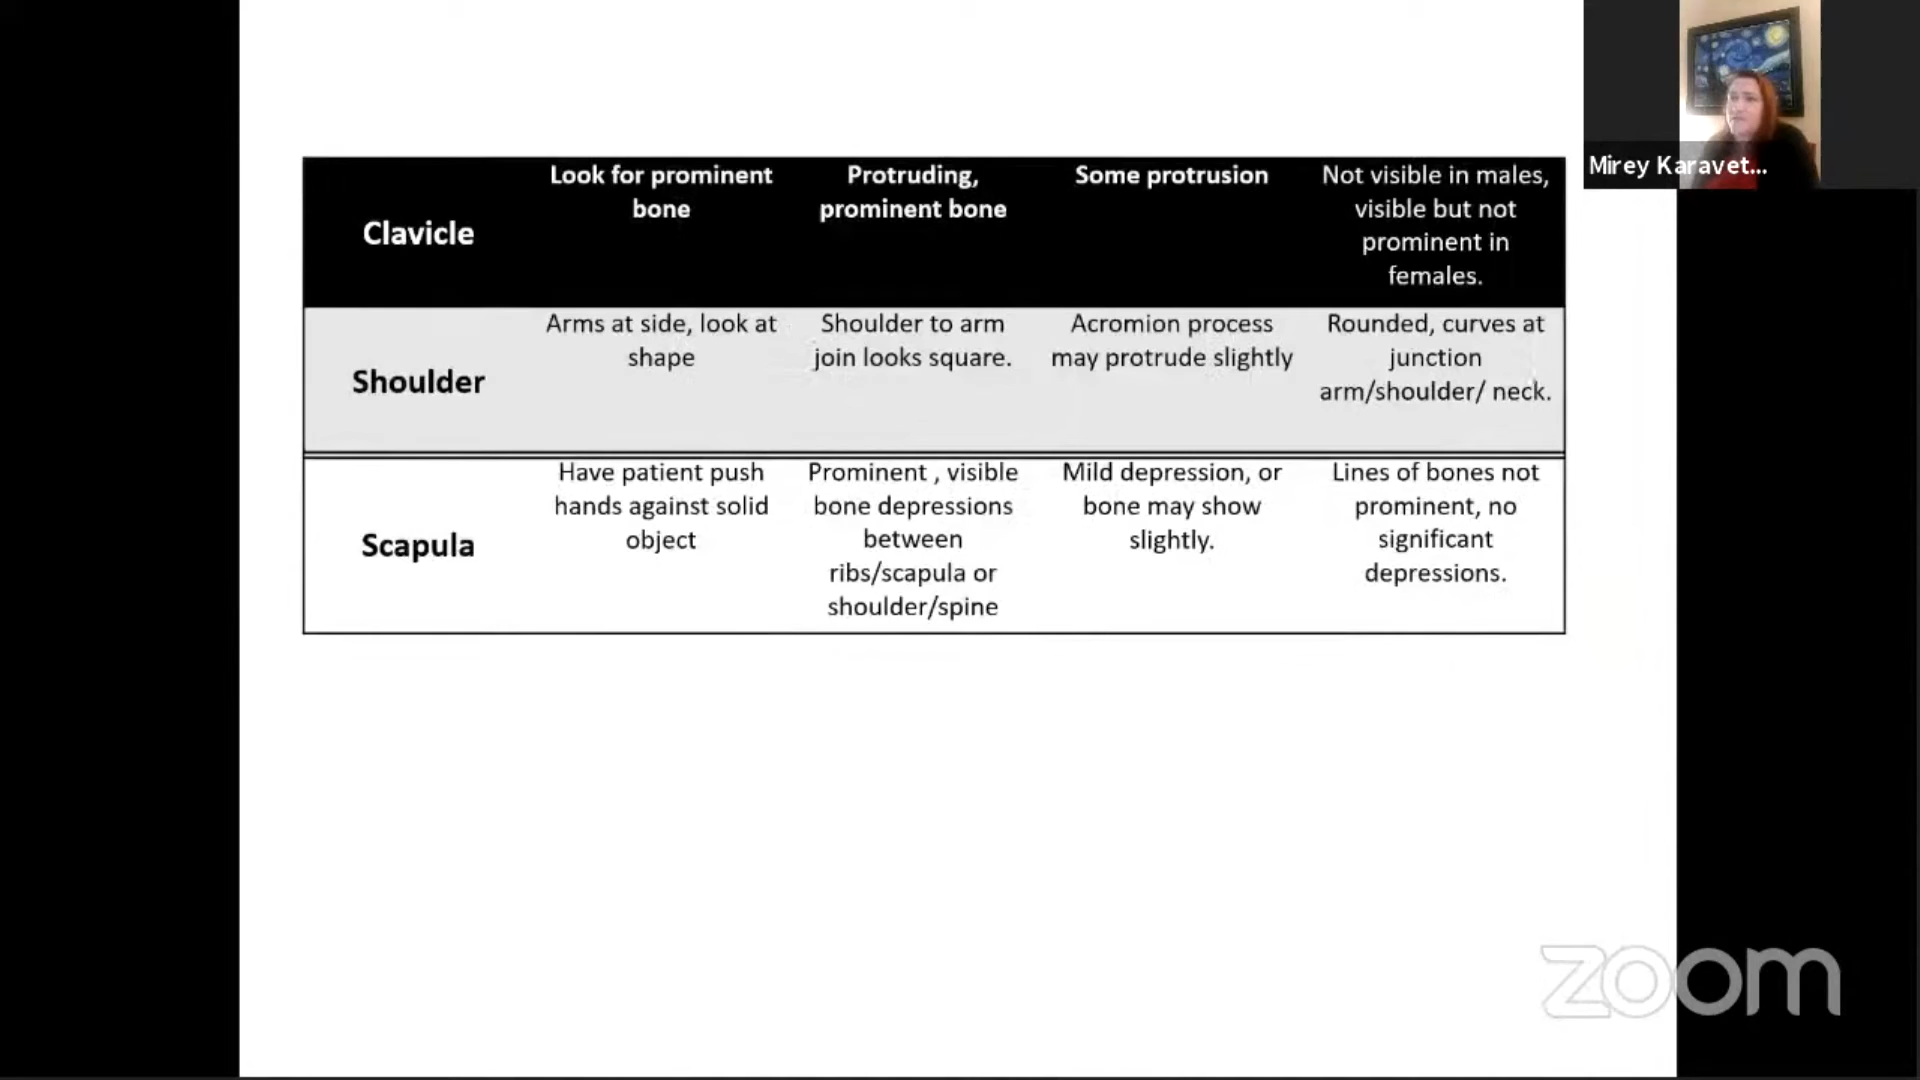 Clavicle
Look for prominent
bone
Protruding,
prominent bone
Some protrusion
Not visible in males,
visible but not
prominent in
females.
Shoulder
Arms at side, look at
shape
Shoulder to arm
join looks square.
Acromion process
may protrude slightly
Rounded, curves at
junction
arm/shoulder/ neck.
Scapula
Have patient push
hands against solid
object
Prominent , visible
bone depressions
between
ribs/scapula or
shoulder/spine
Mild depression, or
bone may show
slightly.
Lines of bones not
prominent, no
significant
depressions.
Mirey Karavet...
zoom